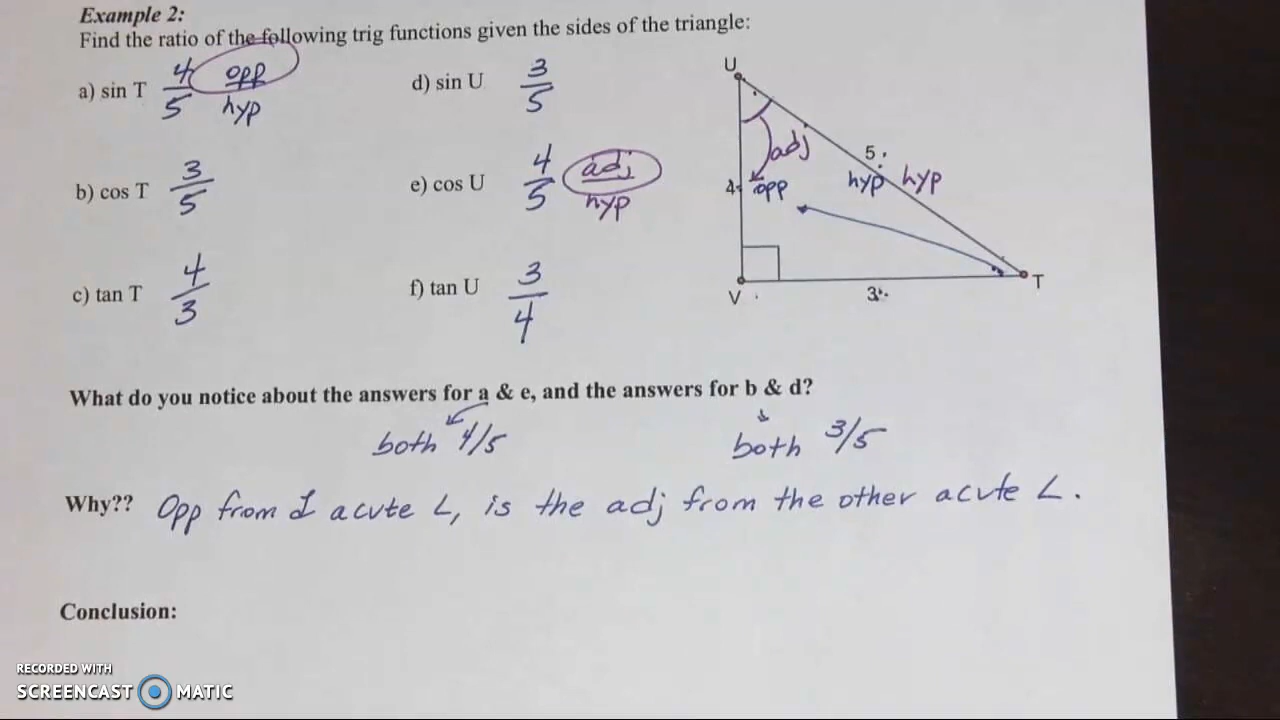 Example 2:
Find the ratio of the following trig functions given the sides of the triangle:
a) sin T 4/5 opp/hyp
d) sin U 3/5
b) cos T 3/5
e) cos U 4/5 adj/hyp
c) tan T 4/3
f) tan U 3/4
U
adj
5
4 opp
hyp hyp
V
3
T
What do you notice about the answers for a & e, and the answers for b & d?
both 4/5
both 3/5
Why?? Opp from 1 acute ∠, is the adj from the other acute ∠.
Conclusion:
RECORDED WITH
SCREENCAST MATIC